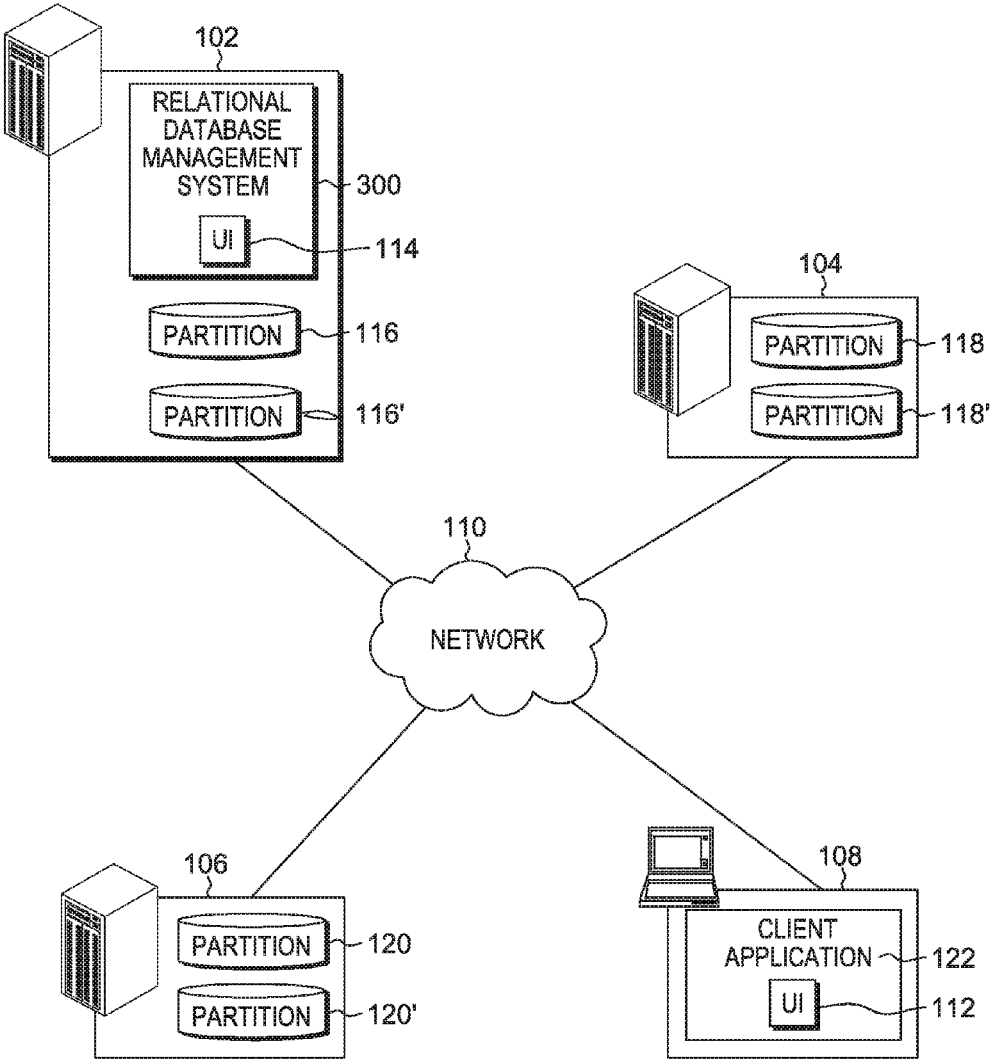 102
RELATIONAL
DATABASE
MANAGEMENT
SYSTEM
300
UI
114
PARTITION
116
PARTITION
116'
104
PARTITION
118
PARTITION
118'
110
NETWORK
106
PARTITION
120
PARTITION
120'
108
CLIENT
APPLICATION
122
UI
112